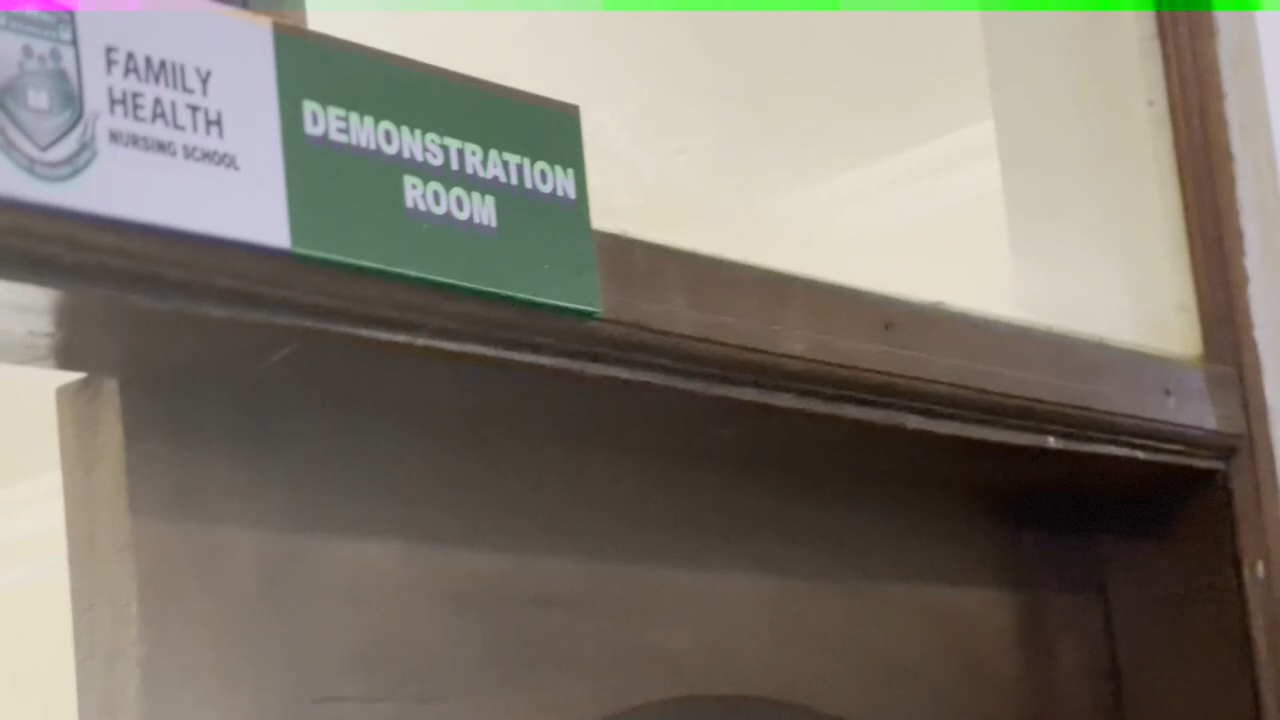 FAMILY
HEALTH
NURSING SCHOOL
DEMONSTRATION
ROOM